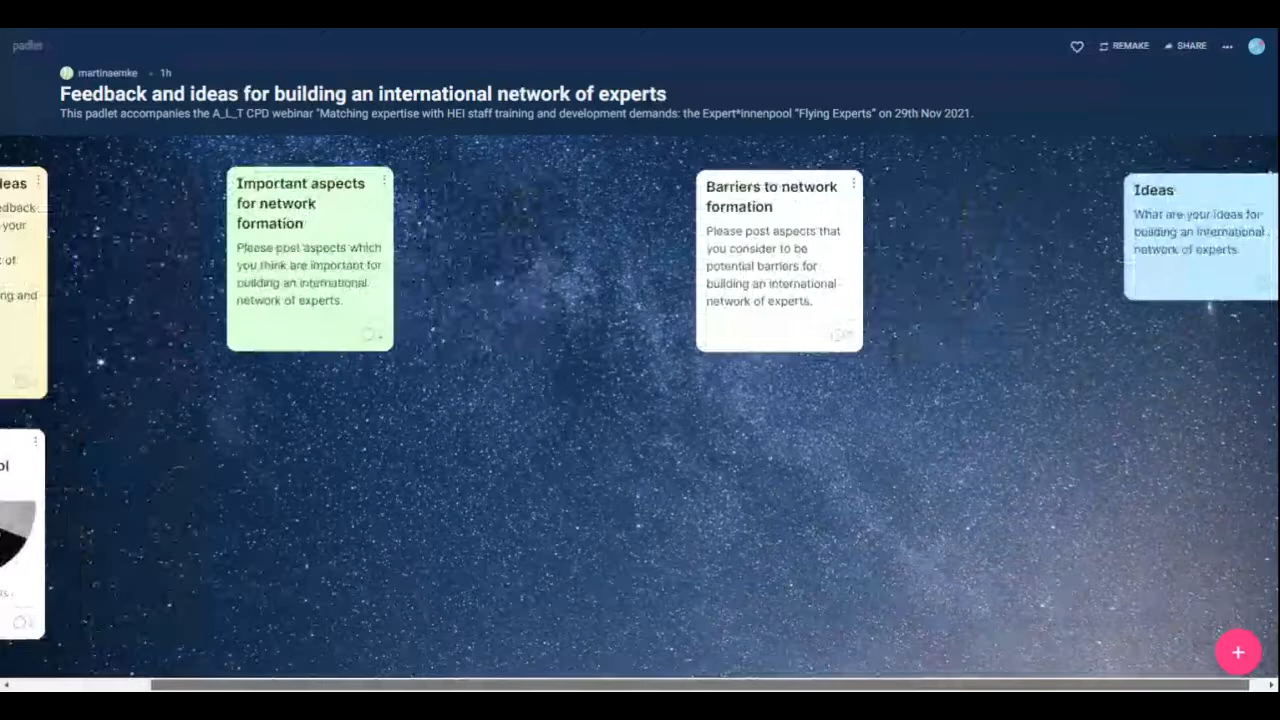 padlet
REMAKE
SHARE
martinaemke • 1h
Feedback and ideas for building an international network of experts
This padlet accompanies the A_L_T CPD webinar "Matching expertise with HEI staff training and development demands: the Expert*innenpool "Flying Experts" on 29th Nov 2021.
your
of
ng and
Important aspects
for network
formation
Please post aspects which
you think are important for
building an international
network of experts.
Barriers to network
formation
Please post aspects that
you consider to be
potential barriers for
building an international
network of experts.
Ideas
What are your ideas for
building an international
network of experts.